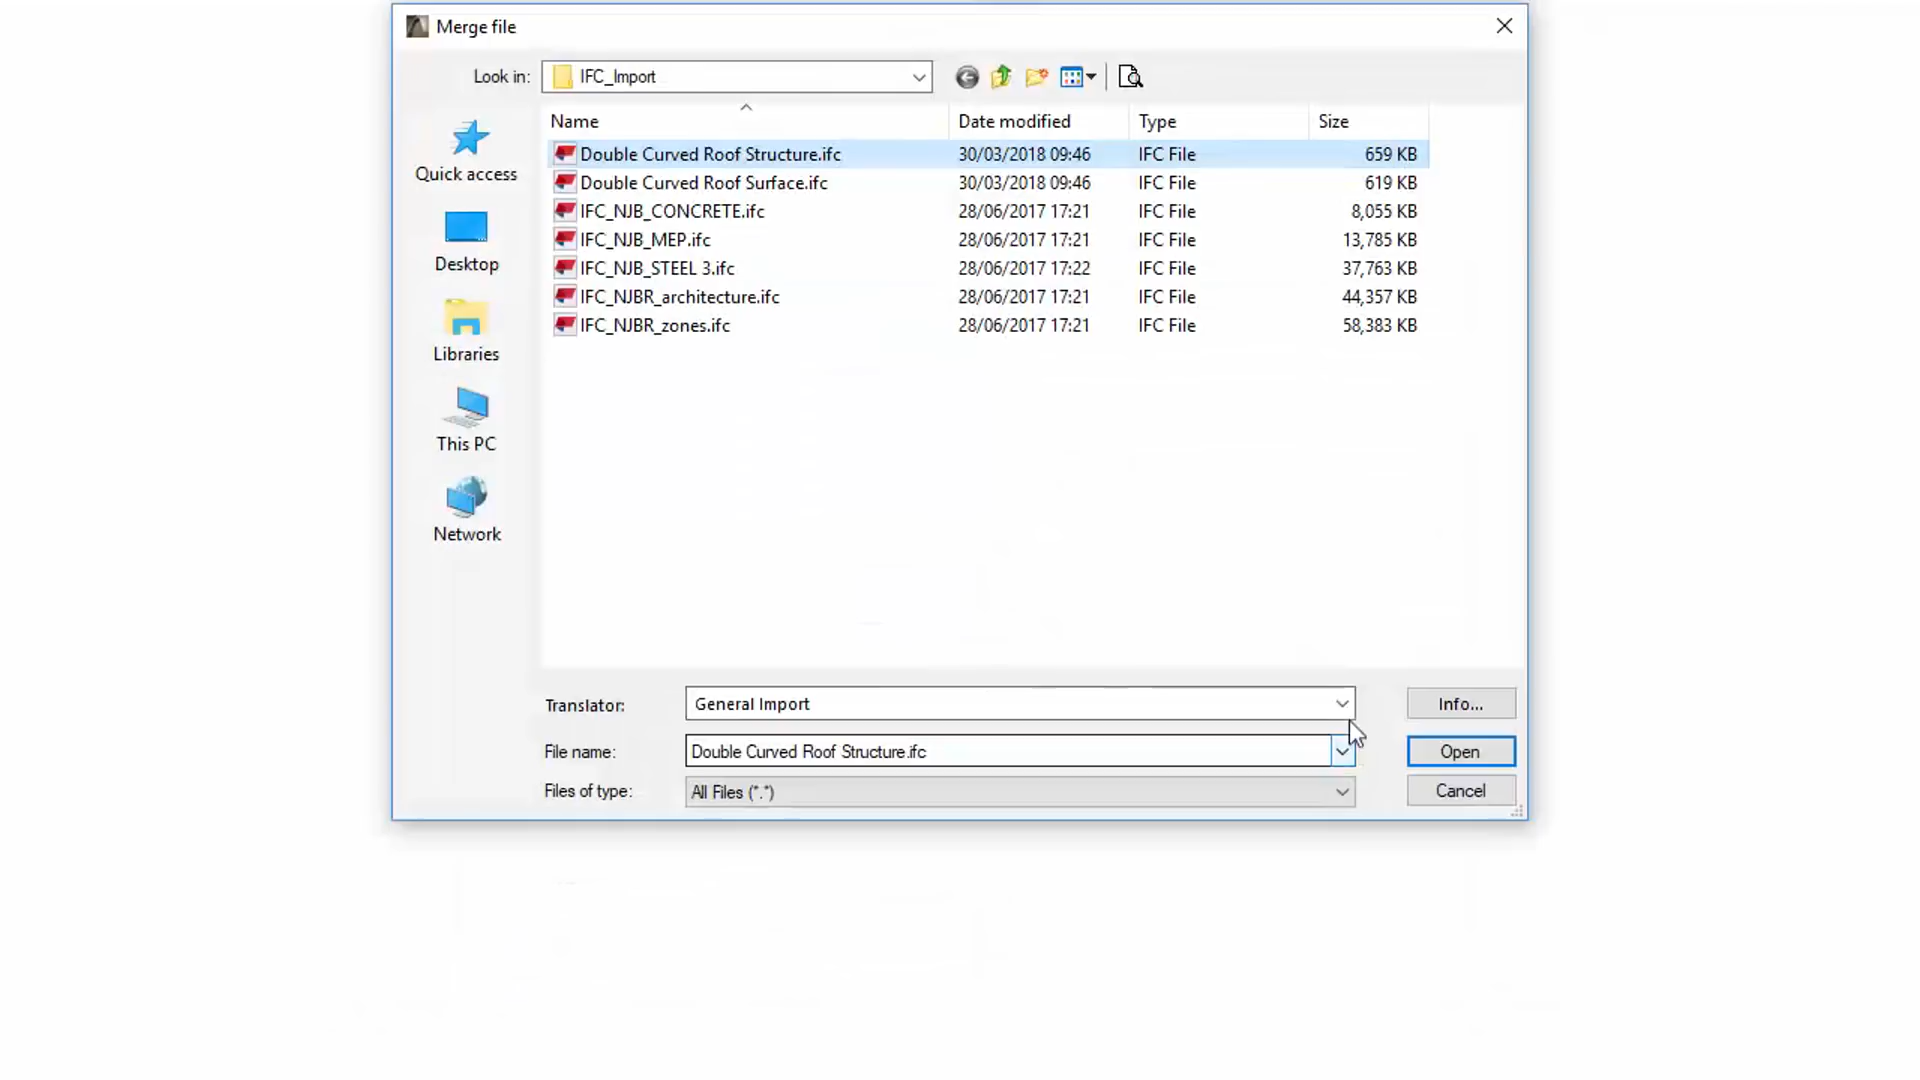 Merge file
Look in: IFC_Import
Name Date modified Type Size
Double Curved Roof Structure.ifc 30/03/2018 09:46 IFC File 659 KB
Double Curved Roof Surface.ifc 30/03/2018 09:46 IFC File 619 KB
IFC_NJB_CONCRETE.ifc 28/06/2017 17:21 IFC File 8,055 KB
IFC_NJB_MEP.ifc 28/06/2017 17:21 IFC File 13,785 KB
IFC_NJB_STEEL 3.ifc 28/06/2017 17:22 IFC File 37,763 KB
IFC_NJBR_architecture.ifc 28/06/2017 17:21 IFC File 44,357 KB
IFC_NJBR_zones.ifc 28/06/2017 17:21 IFC File 58,383 KB
Quick access
Desktop
Libraries
This PC
Network
Translator: General Import Info...
File name: Double Curved Roof Structure.ifc Open
Files of type: All Files (*.*) Cancel